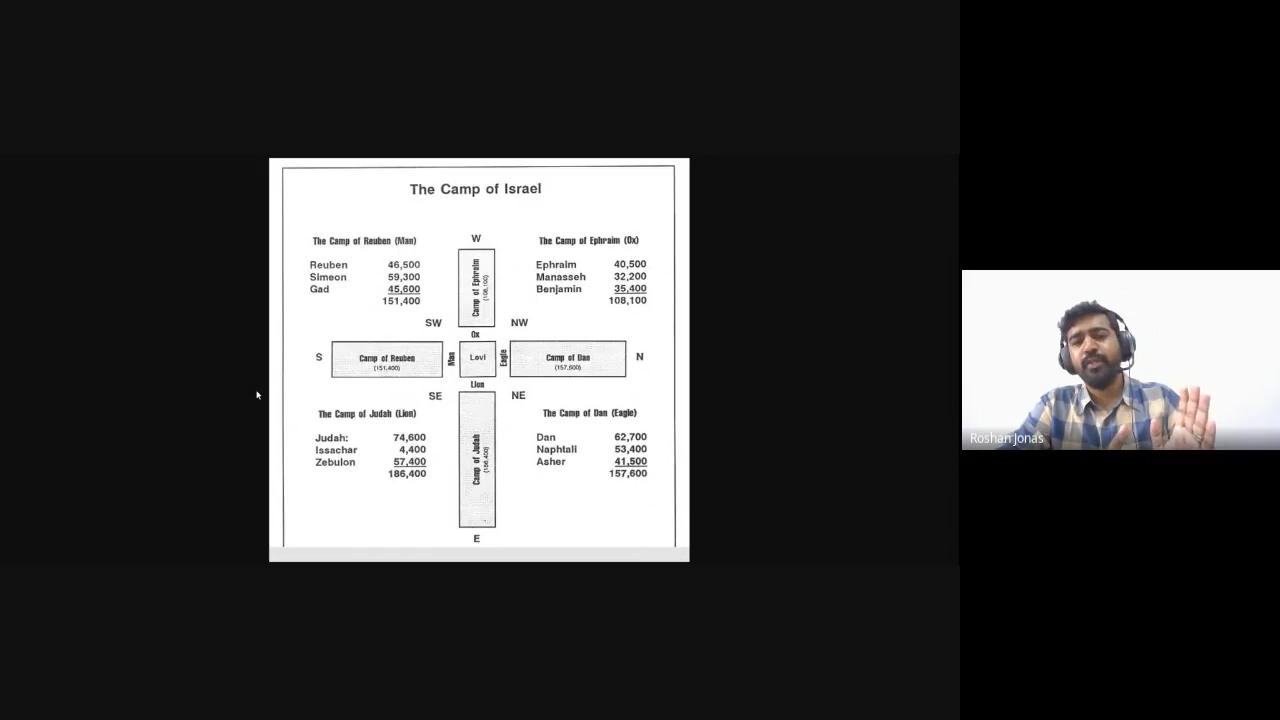 The Camp of Israel
The Camp of Reuben (Man)
Reuben 46,500
Simeon 59,300
Gad 45,600
151,400
W
The Camp of Ephraim (Ox)
Ephraim 40,500
Manasseh 32,200
Benjamin 35,400
108,100
Camp of Ephraim
(108,100)
SW
NW
Ox
S
Camp of Reuben
(151,400)
Man
Levi
Eagle
Camp of Dan
(157,600)
N
Lion
SE
NE
The Camp of Judah (Lion)
Judah: 74,600
Issachar 4,400
Zebulon 57,400
186,400
Camp of Judah
(186,400)
The Camp of Dan (Eagle)
Dan 62,700
Naphtali 53,400
Asher 41,500
157,600
E
Roshan Jonas